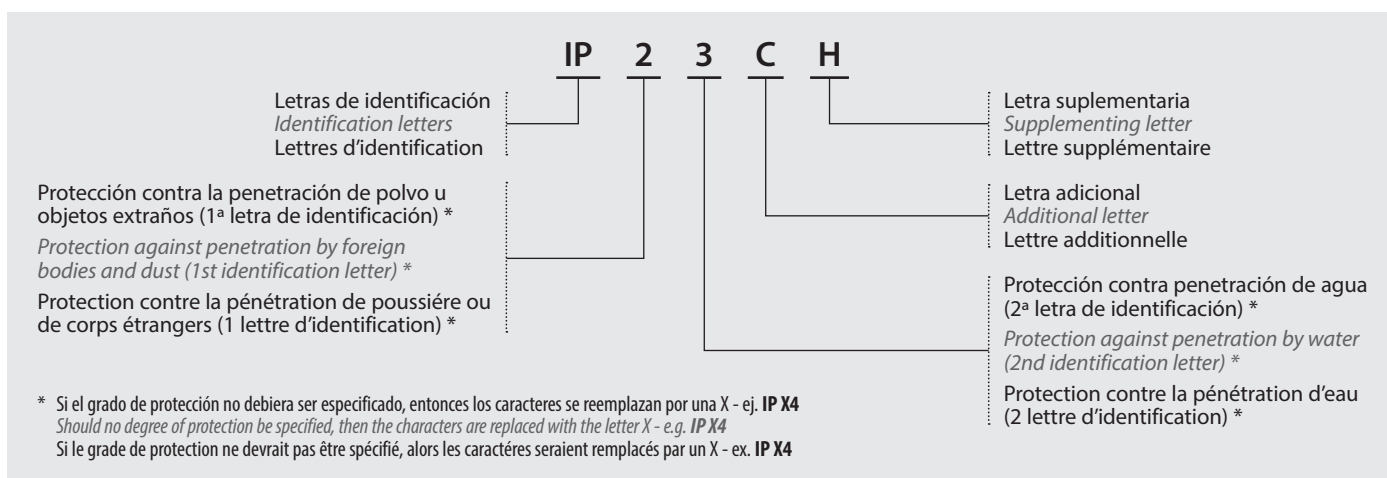 IP 2 3 C H
Letras de identificación
Identification letters
Lettres d'identification
Protección contra la penetración de polvo u
objetos extraños (1ª letra de identificación) *
Protection against penetration by foreign
bodies and dust (1st identification letter) *
Protection contre la pénétration de poussiére ou
de corps étrangers (1 lettre d'identification) *
Letra suplementaria
Supplementing letter
Lettre supplémentaire
Letra adicional
Additional letter
Lettre additionnelle
Protección contra penetración de agua
(2ª letra de identificación) *
Protection against penetration by water
(2nd identification letter) *
Protection contre la pénétration d'eau
(2 lettre d'identification) *
* Si el grado de protección no debiera ser especificado, entonces los caracteres se reemplazan por una X - ej. IP X4
Should no degree of protection be specified, then the characters are replaced with the letter X - e.g. IP X4
Si le grade de protection ne devrait pas être spécifié, alors les caractéres seraient remplacés par un X - ex. IP X4